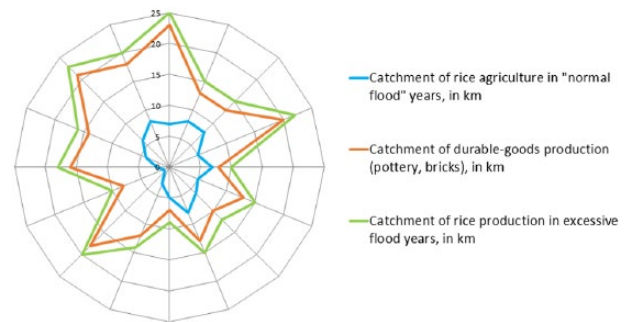 25
20
15
10
5
0
Catchment of rice agriculture in "normal
flood" years, in km
Catchment of durable-goods production
(pottery, bricks), in km
Catchment of rice production in excessive
flood years, in km